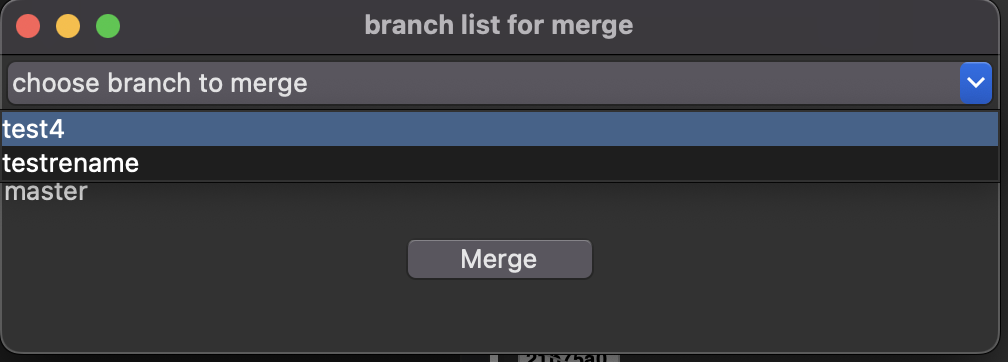 branch list for merge
choose branch to merge
test4
testrename
master
Merge